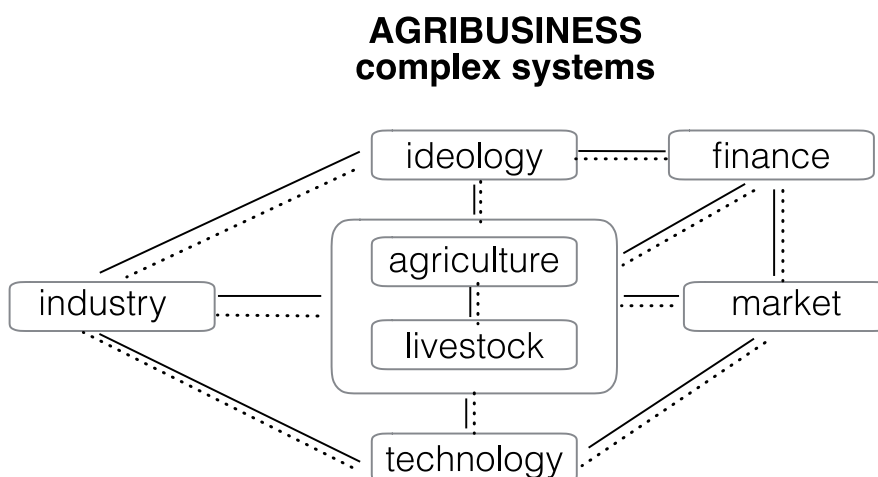 AGRIBUSINESS
complex systems
ideology
finance
agriculture
industry
market
livestock
technology